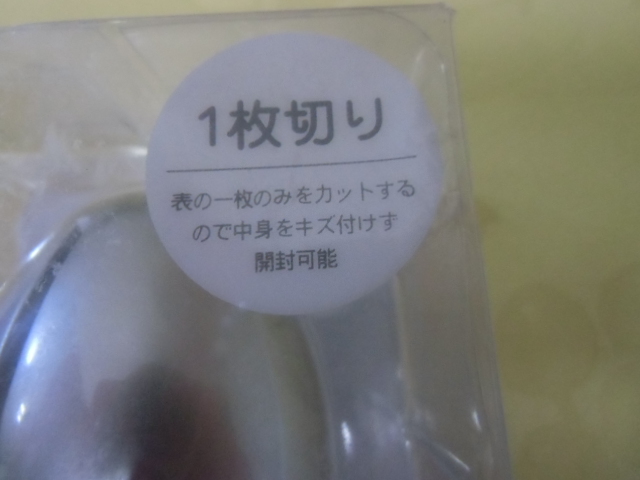 1枚切り
表の一枚のみをカットする
ので中身をキズ付けず
開封可能